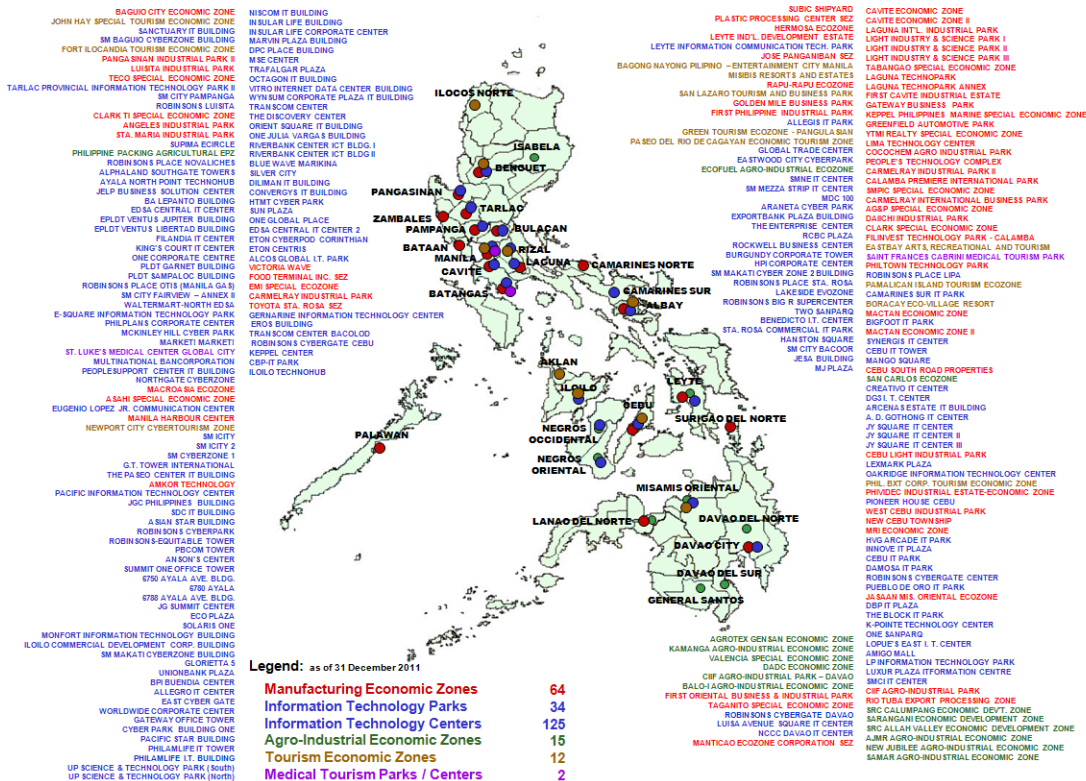 BAGUIO CITY ECONOMIC ZONE
JOHN HAY SPECIAL TOURISM ECONOMIC ZONE
SANCTUARY IT BUILDING
SM BAGUIO CYBERZONE BUILDING
FORT ILOCANDIA TOURISM ECONOMIC ZONE
PANGASINAN INDUSTRIAL PARK II
LUISITA INDUSTRIAL PARK
TECO SPECIAL ECONOMIC ZONE
TARLAC PROVINCIAL INFORMATION TECHNOLOGY PARK II
SM CITY PAMPANGA
ROBINSONS LUISITA
CLARK TI SPECIAL ECONOMIC ZONE
ANGELES INDUSTRIAL PARK
STA. MARIA INDUSTRIAL PARK
SUPIMA ECIRCLE
PHILIPPINE PACKING AGRICULTURAL EPZ
ROBINSONS PLACE NOVALICHES
ALPHALAND SOUTHGATE TOWERS
AYALA NORTH POINT TECHNOHUB
JELP BUSINESS SOLUTION CENTER
BA LEPANTO BUILDING
EDSA CENTRAL IT CENTER
EPLDT VENTUS JUPITER BUILDING
EPLDT VENTUS LIBERTAD BUILDING
FILANDIA IT CENTER
KING'S COURT IT CENTER
ONE CORPORATE CENTRE
PLDT GARNET BUILDING
PLDT SAMPALOC BUILDING
ROBINSONS PLACE OTIS (MANILA GAS)
SM CITY FAIRVIEW – ANNEX II
WALTERMART-NORTH EDSA
E-SQUARE INFORMATION TECHNOLOGY PARK
PHILPLANS CORPORATE CENTER
MCKINLEY HILL CYBER PARK
MARKET! MARKET!
ST. LUKE'S MEDICAL CENTER GLOBAL CITY
MULTINATIONAL BANCORPORATION
PEOPLESUPPORT CENTER IT BUILDING
NORTHGATE CYBERZONE
MACROASIA ECOZONE
ASAHI SPECIAL ECONOMIC ZONE
EUGENIO LOPEZ JR. COMMUNICATION CENTER
MANILA HARBOUR CENTER
NEWPORT CITY CYBERTOURISM ZONE
SM ICITY
SM ICITY 2
SM CYBERZONE 1
G.T. TOWER INTERNATIONAL
THE PASEO CENTER IT BUILDING
AMKOR TECHNOLOGY
PACIFIC INFORMATION TECHNOLOGY CENTER
JGC PHILIPPINES BUILDING
SDC IT BUILDING
ASIAN STAR BUILDING
ROBINSONS CYBERPARK
ROBINSONS-EQUITABLE TOWER
PBCOM TOWER
ANSON'S CENTER
SUMMIT ONE OFFICE TOWER
6750 AYALA AVE. BLDG.
6780 AYALA
6788 AYALA AVE. BLDG.
JG SUMMIT CENTER
ECO PLAZA
SOLARIS ONE
MONFORT INFORMATION TECHNOLOGY BUILDING
ILOILO COMMERCIAL DEVELOPMENT CORP. BUILDING
SM MAKATI CYBERZONE BUILDING
GLORIETTA 5
UNIONBANK PLAZA
BPI BUENDIA CENTER
ALLEGRO IT CENTER
EAST CYBER GATE
WORLDWIDE CORPORATE CENTER
GATEWAY OFFICE TOWER
CYBER PARK BUILDING ONE
PACIFIC STAR BUILDING
PHILAMLIFE IT TOWER
PHILAMLIFE I.T. BUILDING
UP SCIENCE & TECHNOLOGY PARK (South)
UP SCIENCE & TECHNOLOGY PARK (North)
NISCOM IT BUILDING
INSULAR LIFE BUILDING
INSULAR LIFE CORPORATE CENTER
MARVIN PLAZA BUILDING
DPC PLACE BUILDING
MSE CENTER
TRAFALGAR PLAZA
OCTAGON IT BUILDING
VITRO INTERNET DATA CENTER BUILDING
WYNSUM CORPORATE PLAZA IT BUILDING
TRANSCOM CENTER
THE DISCOVERY CENTER
ORIENT SQUARE IT BUILDING
ONE JULIA VARGAS BUILDING
RIVERBANK CENTER ICT BLDG. I
RIVERBANK CENTER ICT BLDG II
BLUE WAVE MARIKINA
SILVER CITY
DILIMAN IT BUILDING
CONVERGYS IT BUILDING
HTMT CYBER PARK
SUN PLAZA
ONE GLOBAL PLACE
EDSA CENTRAL IT CENTER 2
ETON CYBERPOD CORINTHIAN
ETON CENTRIS
ALCOS GLOBAL I.T. PARK
VICTORIA WAVE
FOOD TERMINAL INC. SEZ
EMI SPECIAL ECOZONE
CARMELRAY INDUSTRIAL PARK
TOYOTA STA. ROSA SEZ
GERNARINE INFORMATION TECHNOLOGY CENTER
EROS BUILDING
TRANSCOM CENTER BACOLOD
ROBINSONS CYBERGATE CEBU
KEPPEL CENTER
CBP-IT PARK
ILOILO TECHNOHUB
ILOCOS NORTE
ISABELA
BENGUET
PANGASINAN
TARLAC
ZAMBALES
PAMPANGA
BULACAN
BATAAN
RIZAL
MANILA
LAGUNA
CAVITE
CAMARINES NORTE
BATANGAS
CAMARINES SUR
ALBAY
AKLAN
ILOILO
LEYTE
CEBU
SURIGAO DEL NORTE
PALAWAN
NEGROS OCCIDENTAL
NEGROS ORIENTAL
MISAMIS ORIENTAL
LANAO DEL NORTE
DAVAO DEL NORTE
DAVAO CITY
DAVAO DEL SUR
GENERAL SANTOS
SUBIC SHIPYARD
PLASTIC PROCESSING CENTER SEZ
HERMOSA ECOZONE
LEYTE IND'L. DEVELOPMENT ESTATE
LEYTE INFORMATION COMMUNICATION TECH. PARK
JOSE PANGANIBAN SEZ
BAGONG NAYONG PILIPINO – ENTERTAINMENT CITY MANILA
MISIBIS RESORTS AND ESTATES
RAPU-RAPU ECOZONE
SAN LAZARO TOURISM AND BUSINESS PARK
GOLDEN MILE BUSINESS PARK
FIRST PHILIPPINE INDUSTRIAL PARK
ALLEGIS IT PARK
GREEN TOURISM ECOZONE - PANGULASIAN
PASEO DEL RIO DE CAGAYAN ECONOMIC TOURISM ZONE
GLOBAL TRADE CENTER
EASTWOOD CITY CYBERPARK
ECOFUEL AGRO-INDUSTRIAL ECOZONE
SMNE IT CENTER
SM MEZZA STRIP IT CENTER
MDC 100
ARANETA CYBER PARK
EXPORTBANK PLAZA BUILDING
THE ENTERPRISE CENTER
RCBC PLAZA
ROCKWELL BUSINESS CENTER
BURGUNDY CORPORATE TOWER
HPI CORPORATE CENTER
SM MAKATI CYBER ZONE 2 BUILDING
ROBINSONS PLACE STA. ROSA
LAKESIDE EVOZONE
ROBINSONS BIG R SUPERCENTER
TWO SANPARQ
BENEDICTO I.T. CENTER
STA. ROSA COMMERCIAL IT PARK
HANSTON SQUARE
SM CITY BACOOR
JESA BUILDING
MJ PLAZA
CAVITE ECONOMIC ZONE
CAVITE ECONOMIC ZONE II
LAGUNA INT'L. INDUSTRIAL PARK
LIGHT INDUSTRY & SCIENCE PARK I
LIGHT INDUSTRY & SCIENCE PARK II
LIGHT INDUSTRY & SCIENCE PARK III
TABANGAO SPECIAL ECONOMIC ZONE
LAGUNA TECHNOPARK
LAGUNA TECHNOPARK ANNEX
FIRST CAVITE INDUSTRIAL ESTATE
GATEWAY BUSINESS PARK
KEPPEL PHILIPPINES MARINE SPECIAL ECONOMIC ZONE
GREENFIELD AUTOMOTIVE PARK
YTMI REALTY SPECIAL ECONOMIC ZONE
LIMA TECHNOLOGY CENTER
COCOCHEM AGRO INDUSTRIAL PARK
PEOPLE'S TECHNOLOGY COMPLEX
CARMELRAY INDUSTRIAL PARK II
CALAMBA PREMIERE INTERNATIONAL PARK
SMPIC SPECIAL ECONOMIC ZONE
CARMELRAY INTERNATIONAL BUSINESS PARK
AG&P SPECIAL ECONOMIC ZONE
DAIICHI INDUSTRIAL PARK
CLARK SPECIAL ECONOMIC ZONE
FILINVEST TECHNOLOGY PARK - CALAMBA
EASTBAY ARTS, RECREATIONAL AND TOURISM
SAINT FRANCES CABRINI MEDICAL TOURISM PARK
PHILTOWN TECHNOLOGY PARK
ROBINSONS PLACE LIPA
PAMALICAN ISLAND TOURISM ECOZONE
CAMARINES SUR IT PARK
BORACAY ECO-VILLAGE RESORT
MACTAN ECONOMIC ZONE
BIGFOOT IT PARK
MACTAN ECONOMIC ZONE II
SYNERGIS IT CENTER
CEBU IT TOWER
MANGO SQUARE
CEBU SOUTH ROAD PROPERTIES
SAN CARLOS ECOZONE
CREATIVO IT CENTER
DG3 I.T. CENTER
ARCENAS ESTATE IT BUILDING
A. D. GOTHONG IT CENTER
JY SQUARE IT CENTER
JY SQUARE IT CENTER II
JY SQUARE IT CENTER III
CEBU LIGHT INDUSTRIAL PARK
LEXMARK PLAZA
OAKRIDGE INFORMATION TECHNOLOGY CENTER
PHIL. BXT CORP. TOURISM ECONOMIC ZONE
PHIVIDEC INDUSTRIAL ESTATE-ECONOMIC ZONE
PIONEER HOUSE CEBU
WEST CEBU INDUSTRIAL PARK
NEW CEBU TOWNSHIP
MRI ECONOMIC ZONE
HVG ARCADE IT PARK
INNOVE IT PLAZA
CEBU IT PARK
DAMOSA IT PARK
ROBINSONS CYBERGATE CENTER
PUEBLO DE ORO IT PARK
JASAAN MIS. ORIENTAL ECOZONE
DBP IT PLAZA
THE BLOCK IT PARK
K-POINTE TECHNOLOGY CENTER
ONE SANPARQ
LOPUE'S EAST I. T. CENTER
AMIGO MALL
LP INFORMATION TECHNOLOGY PARK
LUXUR PLAZA ITFORMATION CENTRE
SMCI IT CENTER
CIIF AGRO-INDUSTRIAL PARK
RIO TUBA EXPORT PROCESSING ZONE
SRC CALUMPANG ECONOMIC DEV'T. ZONE
SARANGANI ECONOMIC DEVELOPMENT ZONE
SRC ALLAH VALLEY ECONOMIC DEVELOPMENT ZONE
AJMR AGRO-INDUSTRIAL ECONOMIC ZONE
NEW JUBILEE AGRO-INDUSTRIAL ECONOMIC ZONE
SAMAR AGRO-INDUSTRIAL ECONOMIC ZONE
AGROTEX GENSAN ECONOMIC ZONE
KAMANGA AGRO-INDUSTRIAL ECONOMIC ZONE
VALENCIA SPECIAL ECONOMIC ZONE
DADC ECONOMIC ZONE
CIIF AGRO-INDUSTRIAL PARK – DAVAO
BALO-I AGRO-INDUSTRIAL ECONOMIC ZONE
FIRST ORIENTAL BUSINESS & INDUSTRIAL PARK
TAGANITO SPECIAL ECONOMIC ZONE
ROBINSONS CYBERGATE DAVAO
LUISA AVENUE SQUARE IT CENTER
NCCC DAVAO IT CENTER
MANTICAO ECOZONE CORPORATION SEZ
Legend: as of 31 December 2011
Manufacturing Economic Zones 64
Information Technology Parks 34
Information Technology Centers 125
Agro-Industrial Economic Zones 15
Tourism Economic Zones 12
Medical Tourism Parks / Centers 2